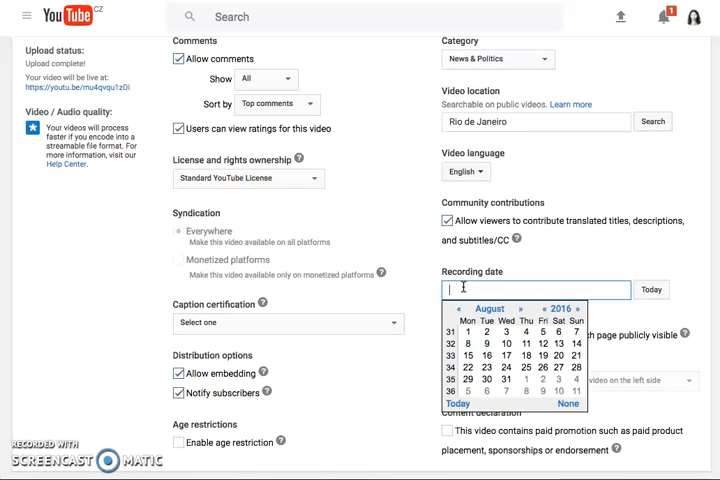 YouTube CZ
Search
1
Upload status:
Upload complete!
Your video will be live at:
https://youtu.be/mu4qvqu1zDI
Video / Audio quality:
Your videos will process
faster if you encode into a
streamable file format. For
more information, visit our
Help Center.
Comments
Allow comments
Show All
Sort by Top comments
Users can view ratings for this video
License and rights ownership ?
Standard YouTube License
Syndication
Everywhere
Make this video available on all platforms
Monetized platforms
Make this video available only on monetized platforms ?
Caption certification ?
Select one
Distribution options
Allow embedding ?
Notify subscribers ?
Age restrictions
Enable age restriction ?
Category
News & Politics
Video location
Searchable on public videos. Learn more
Rio de Janeiro Search
Video language
English
Community contributions
Allow viewers to contribute translated titles, descriptions,
and subtitles/CC ?
Recording date
Today
« August » « 2016 »
Mon Tue Wed Thu Fri Sat Sun
31 1 2 3 4 5 6 7
32 8 9 10 11 12 13 14
33 15 16 17 18 19 20 21
34 22 23 24 25 26 27 28
35 29 30 31 1 2 3 4
36 5 6 7 8 9 10 11
Today None
ch page publicly visible ?
video on the left side
Content declaration
This video contains paid promotion such as paid product
placement, sponsorships or endorsement ?
RECORDED WITH
SCREENCAST MATIC